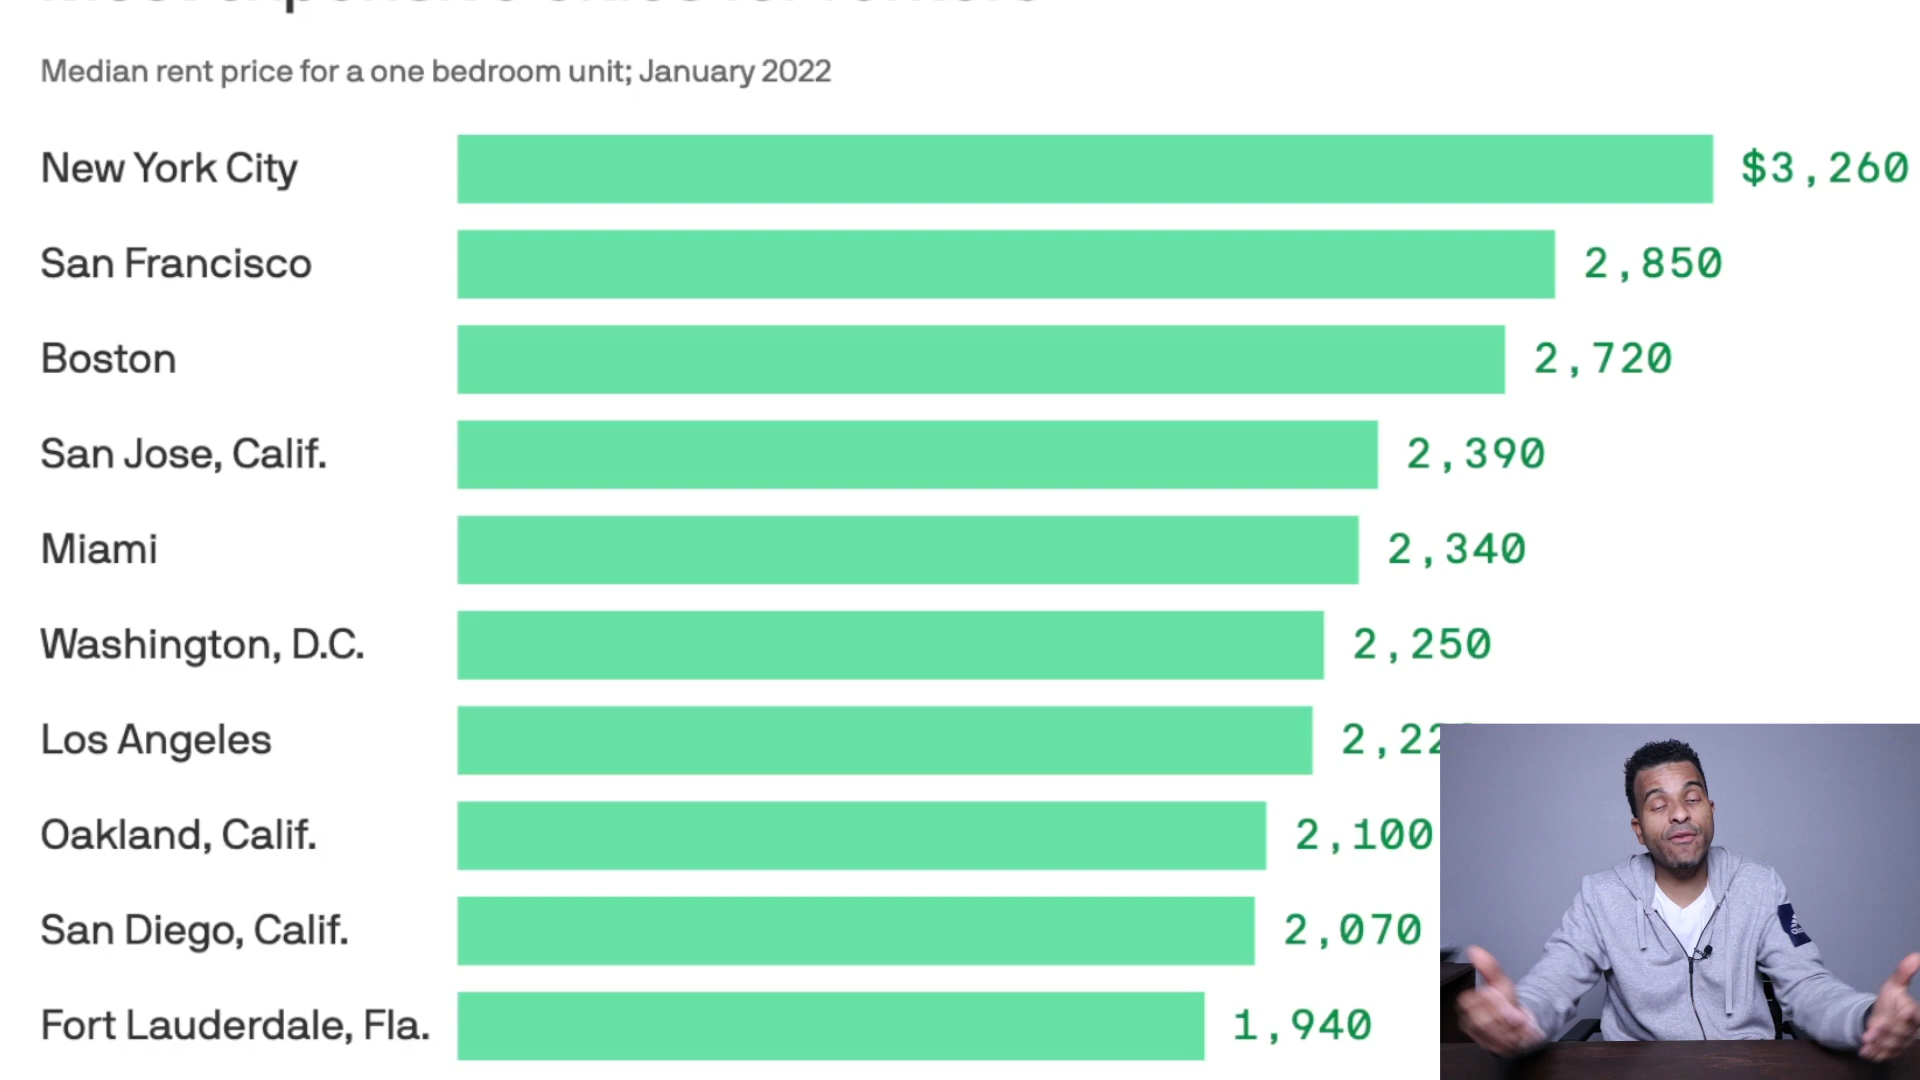 Median rent price for a one bedroom unit; January 2022
New York City $3,260
San Francisco 2,850
Boston 2,720
San Jose, Calif. 2,390
Miami 2,340
Washington, D.C. 2,250
Los Angeles
Oakland, Calif. 2,100
San Diego, Calif. 2,070
Fort Lauderdale, Fla. 1,940